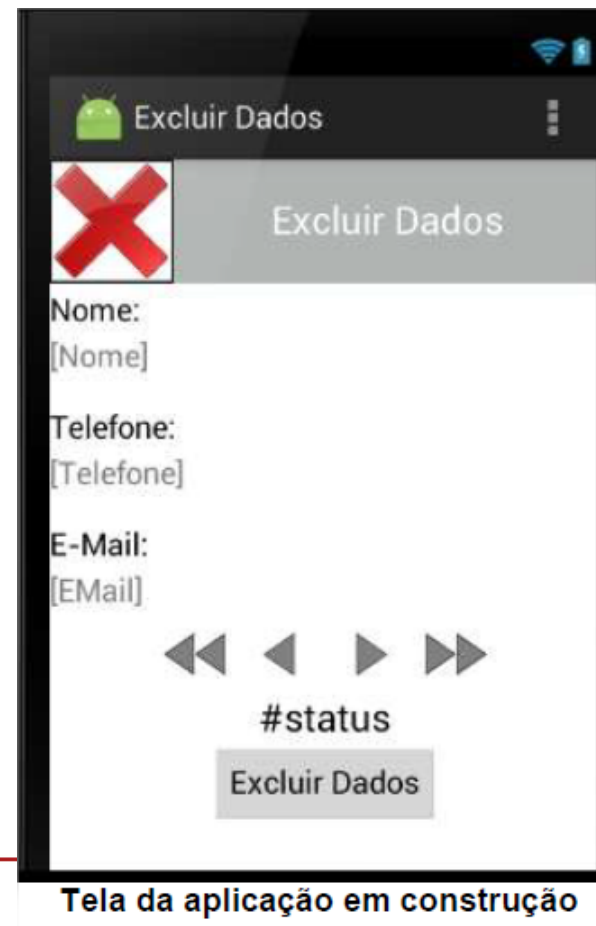 Excluir Dados
Excluir Dados
Nome:
[Nome]
Telefone:
[Telefone]
E-Mail:
[EMail]
#status
Excluir Dados
Tela da aplicação em construção